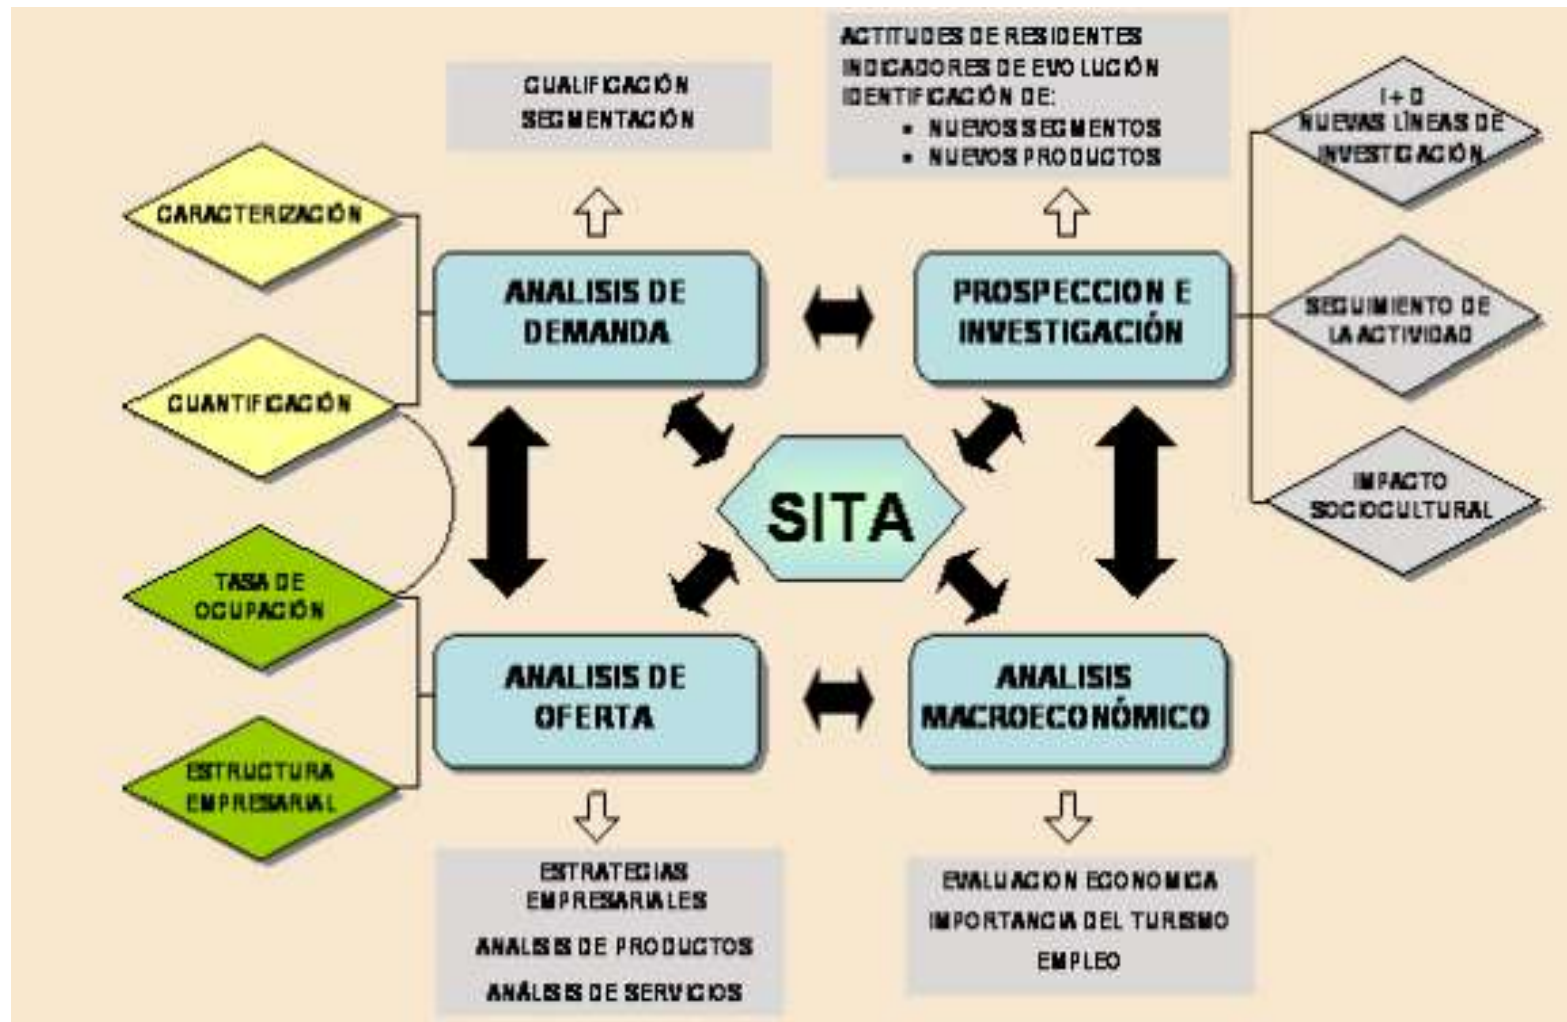 CUALIFICACIÓN
SEGMENTACIÓN
ACTITUDES DE RESIDENTES
INDICADORES DE EVOLUCIÓN
IDENTIFICACIÓN DE:
• NUEVOS SEGMENTOS
• NUEVOS PRODUCTOS
I + D
NUEVAS LÍNEAS DE
INVESTIGACIÓN
CARACTERIZACIÓN
ANALISIS DE
DEMANDA
PROSPECCION E
INVESTIGACIÓN
SEGUIMIENTO DE
LA ACTIVIDAD
CUANTIFICACIÓN
SITA
IMPACTO
SOCIOCULTURAL
TASA DE
OCUPACIÓN
ANALISIS DE
OFERTA
ANALISIS
MACROECONÓMICO
ESTRUCTURA
EMPRESARIAL
ESTRATEGIAS
EMPRESARIALES
ANALISIS DE PRODUCTOS
ANÁLISIS DE SERVICIOS
EVALUACION ECONOMICA
IMPORTANCIA DEL TURISMO
EMPLEO